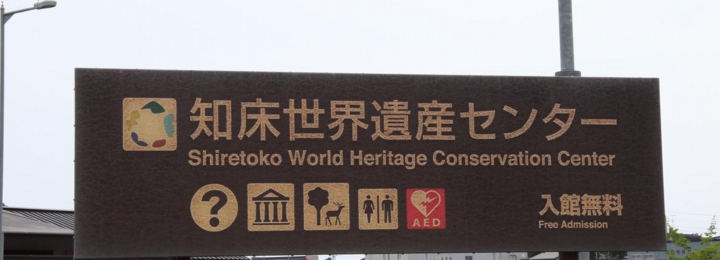 知床世界遺産センター
Shiretoko World Heritage Conservation Center
?
AED
入館無料
Free Admission